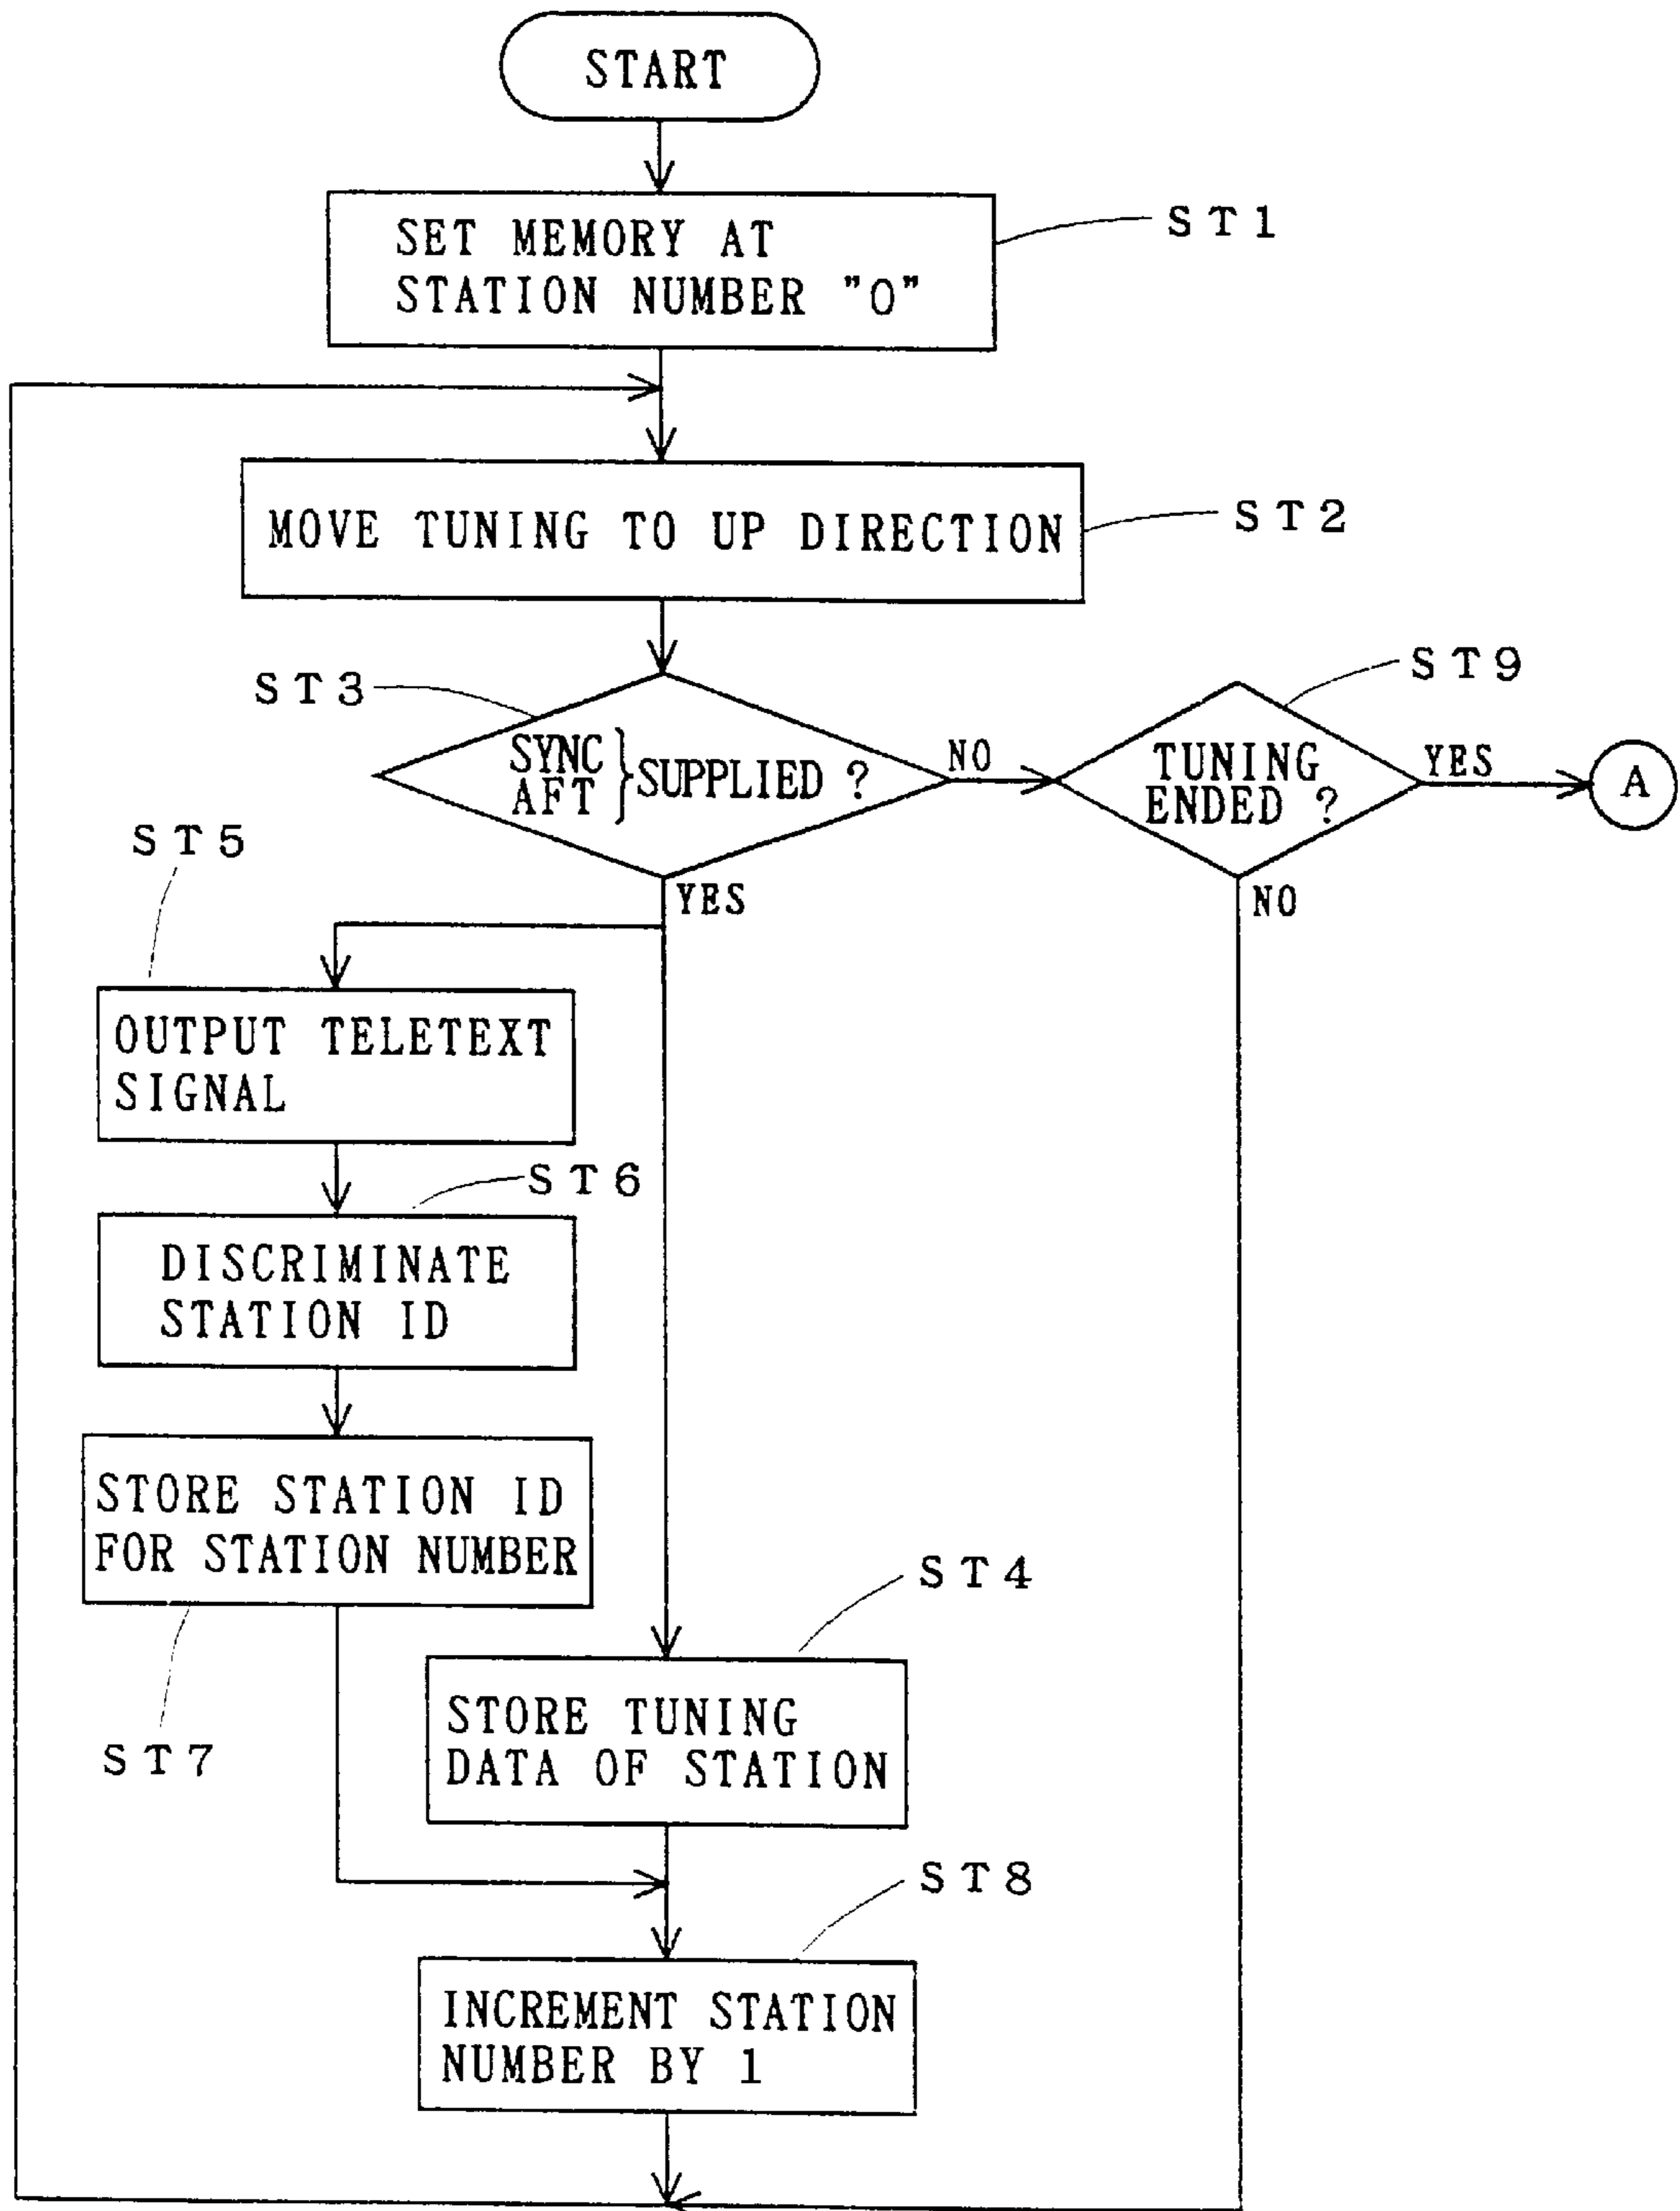 START
SET MEMORY AT
STATION NUMBER "0"
ST1
MOVE TUNING TO UP DIRECTION
ST2
ST3
SYNC
AFT
SUPPLIED ?
NO
YES
ST9
TUNING
ENDED ?
YES
A
NO
ST5
OUTPUT TELETEXT
SIGNAL
ST6
DISCRIMINATE
STATION ID
STORE STATION ID
FOR STATION NUMBER
ST7
ST4
STORE TUNING
DATA OF STATION
ST8
INCREMENT STATION
NUMBER BY 1